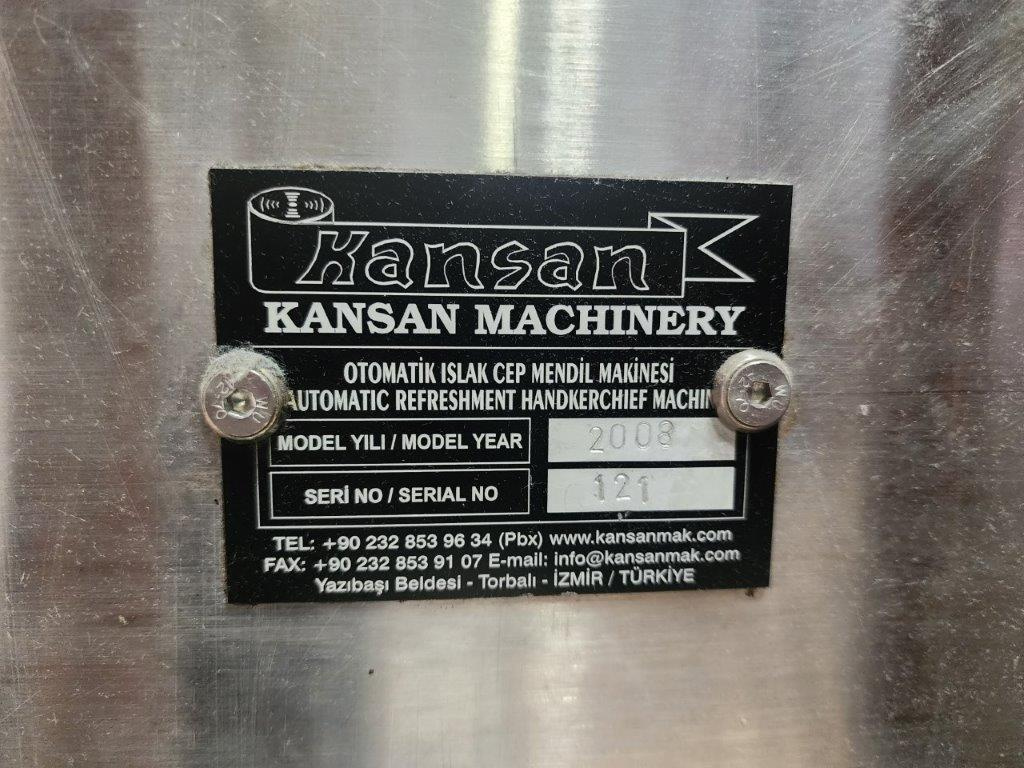 Kansan
KANSAN MACHINERY
OTOMATİK ISLAK CEP MENDİL MAKİNESİ
AUTOMATIC REFRESHMENT HANDKERCHIEF MACHIN
MODEL YILI / MODEL YEAR 2008
SERİ NO / SERIAL NO 121
TEL: +90 232 853 96 34 (Pbx) www.kansanmak.com
FAX: +90 232 853 91 07 E-mail: info@kansanmak.com
Yazıbaşı Beldesi - Torbalı - İZMİR / TÜRKİYE